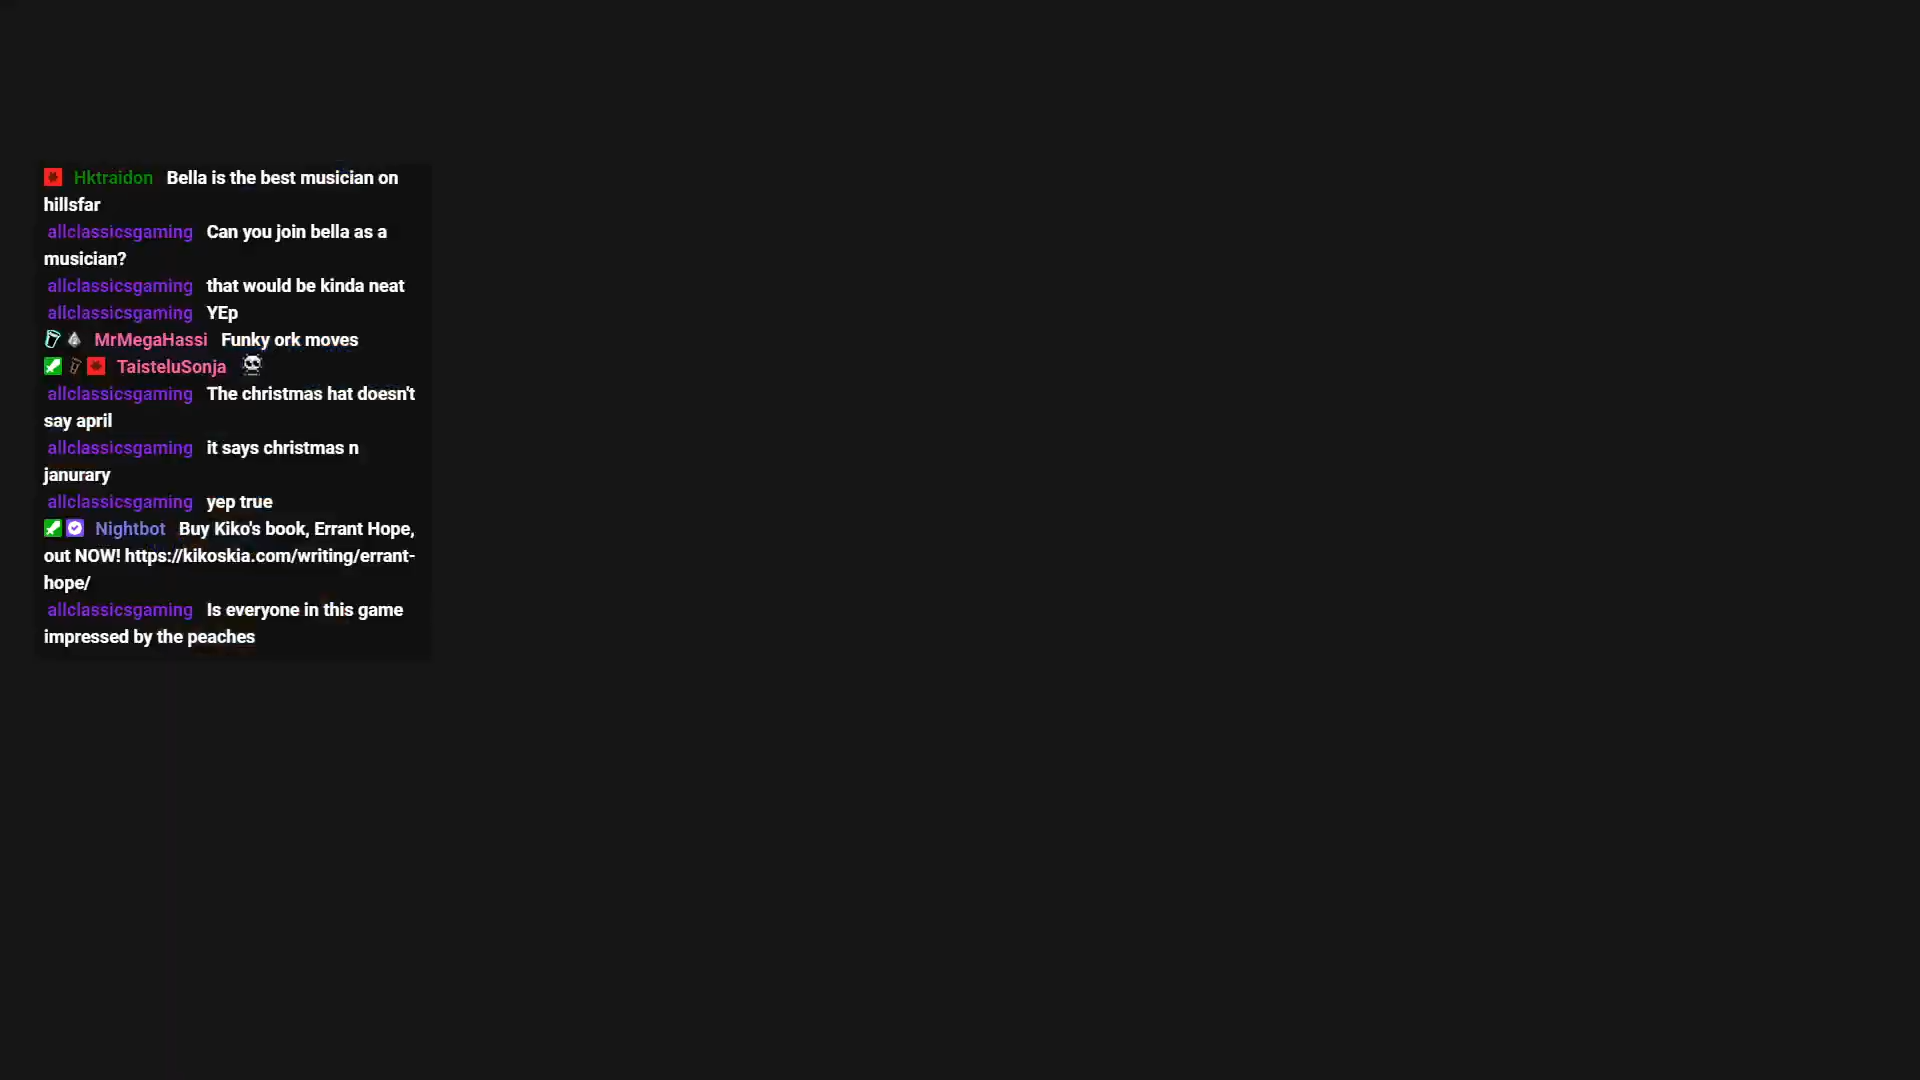 Hktraidon Bella is the best musician on
hillsfar
allclassicsgaming Can you join bella as a
musician?
allclassicsgaming that would be kinda neat
allclassicsgaming YEp
MrMegaHassi Funky ork moves
TaisteluSonja
allclassicsgaming The christmas hat doesn't
say april
allclassicsgaming it says christmas n
janurary
allclassicsgaming yep true
Nightbot Buy Kiko's book, Errant Hope,
out NOW! https://kikoskia.com/writing/errant-
hope/
allclassicsgaming Is everyone in this game
impressed by the peaches